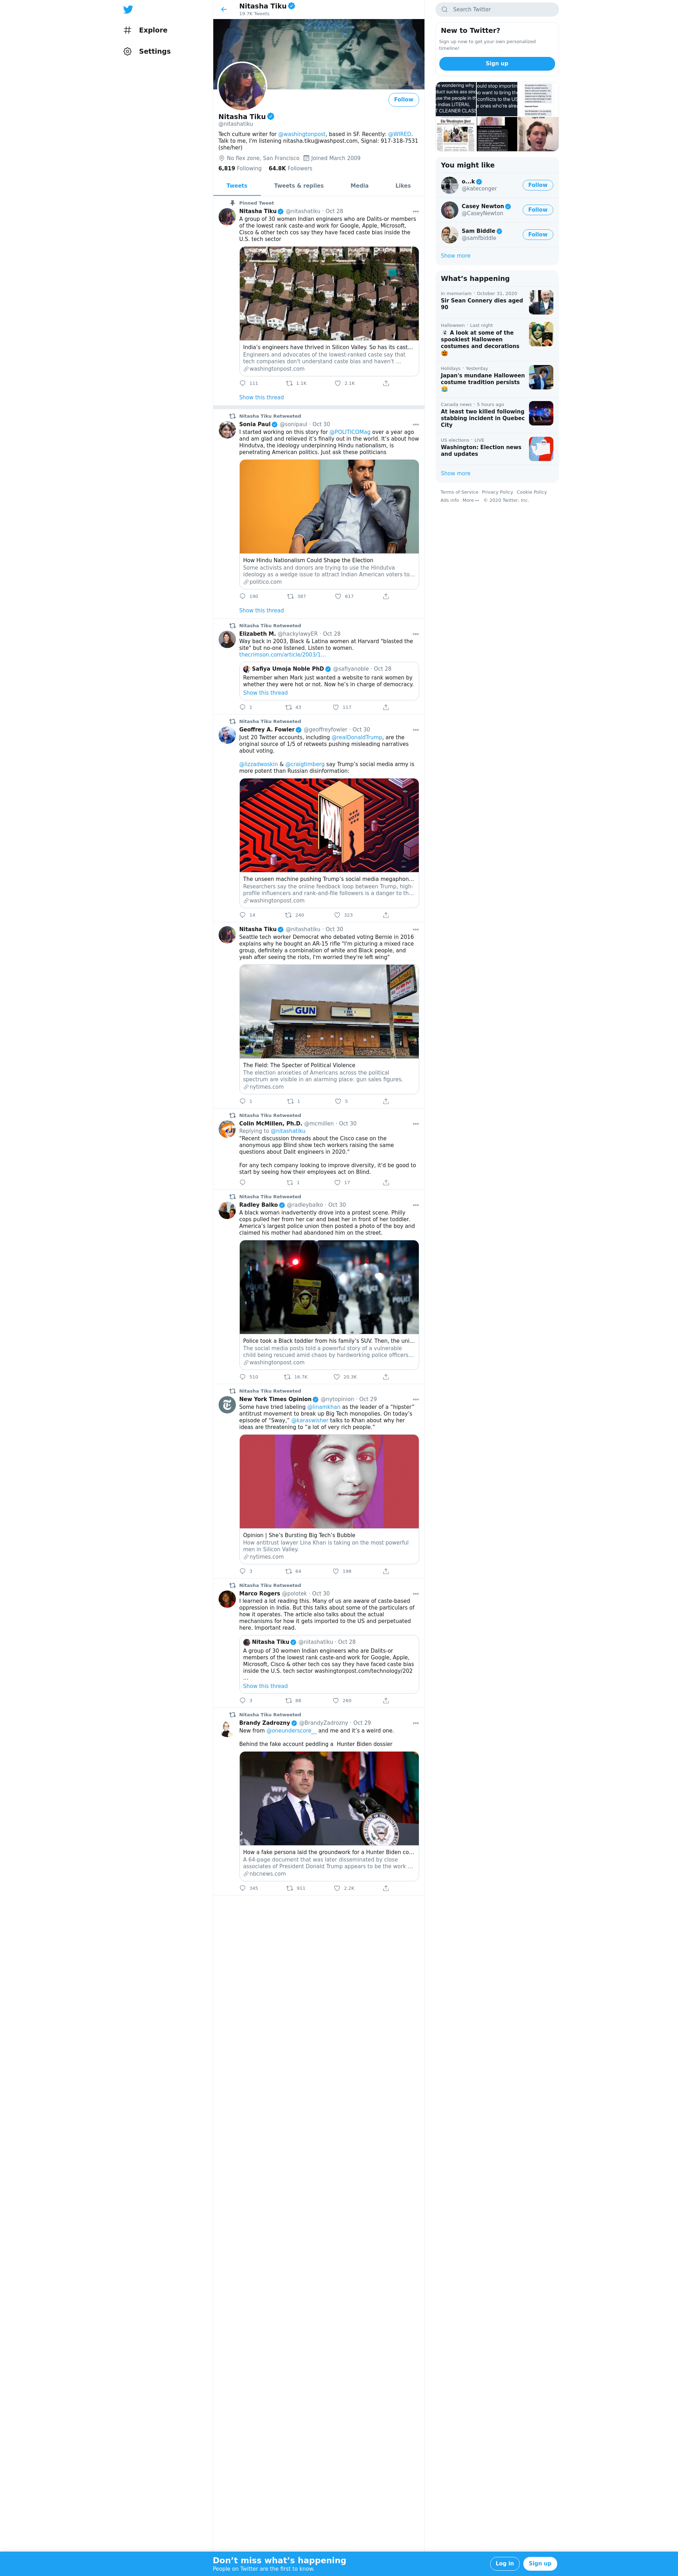 Explore
Settings
Nitasha Tiku
19.7K Tweets
Follow
Nitasha Tiku
@nitashatiku
Tech culture writer for @washingtonpost, based in SF. Recently: @WIRED.
Talk to me, I'm listening nitasha.tiku@washpost.com, Signal: 917-318-7531
(she/her)
No flex zone, San Francisco Joined March 2009
6,819 Following 64.8K Followers
Tweets Tweets & replies Media Likes
Pinned Tweet
Nitasha Tiku @nitashatiku · Oct 28
A group of 30 women Indian engineers who are Dalits-or members
of the lowest rank caste-and work for Google, Apple, Microsoft,
Cisco & other tech cos say they have faced caste bias inside the
U.S. tech sector
India's engineers have thrived in Silicon Valley. So has its cast…
Engineers and advocates of the lowest-ranked caste say that
tech companies don't understand caste bias and haven't …
washingtonpost.com
111 1.1K 2.1K
Show this thread
Nitasha Tiku Retweeted
Sonia Paul @sonipaul · Oct 30
I started working on this story for @POLITICOMag over a year ago
and am glad and relieved it's finally out in the world. It's about how
Hindutva, the ideology underpinning Hindu nationalism, is
penetrating American politics. Just ask these politicians
How Hindu Nationalism Could Shape the Election
Some activists and donors are trying to use the Hindutva
ideology as a wedge issue to attract Indian American voters to…
politico.com
190 387 617
Show this thread
Nitasha Tiku Retweeted
Elizabeth M. @hackylawyER · Oct 28
Way back in 2003, Black & Latina women at Harvard "blasted the
site" but no-one listened. Listen to women.
thecrimson.com/article/2003/1…
Safiya Umoja Noble PhD @safiyanoble · Oct 28
Remember when Mark just wanted a website to rank women by
whether they were hot or not. Now he's in charge of democracy.
Show this thread
1 43 117
Nitasha Tiku Retweeted
Geoffrey A. Fowler @geoffreyfowler · Oct 30
Just 20 Twitter accounts, including @realDonaldTrump, are the
original source of 1/5 of retweets pushing misleading narratives
about voting.
@lizzadwoskin & @craigtimberg say Trump's social media army is
more potent than Russian disinformation:
The unseen machine pushing Trump's social media megaphon…
Researchers say the online feedback loop between Trump, high-
profile influencers and rank-and-file followers is a danger to th…
washingtonpost.com
14 240 323
Nitasha Tiku @nitashatiku · Oct 30
Seattle tech worker Democrat who debated voting Bernie in 2016
explains why he bought an AR-15 rifle "I'm picturing a mixed race
group, definitely a combination of white and Black people, and
yeah after seeing the riots, I'm worried they're left wing"
GUN
The Field: The Specter of Political Violence
The election anxieties of Americans across the political
spectrum are visible in an alarming place: gun sales figures.
nytimes.com
1 1 5
Nitasha Tiku Retweeted
Colin McMillen, Ph.D. @mcmillen · Oct 30
Replying to @nitashatiku
"Recent discussion threads about the Cisco case on the
anonymous app Blind show tech workers raising the same
questions about Dalit engineers in 2020."
For any tech company looking to improve diversity, it'd be good to
start by seeing how their employees act on Blind.
1 17
Nitasha Tiku Retweeted
Radley Balko @radleybalko · Oct 30
A black woman inadvertently drove into a protest scene. Philly
cops pulled her from her car and beat her in front of her toddler.
America's largest police union then posted a photo of the boy and
claimed his mother had abandoned him on the street.
POLICE
Police took a Black toddler from his family's SUV. Then, the uni…
The social media posts told a powerful story of a vulnerable
child being rescued amid chaos by hardworking police officers…
washingtonpost.com
510 16.7K 20.3K
Nitasha Tiku Retweeted
New York Times Opinion @nytopinion · Oct 29
Some have tried labeling @linamkhan as the leader of a "hipster"
antitrust movement to break up Big Tech monopolies. On today's
episode of "Sway," @karaswisher talks to Khan about why her
ideas are threatening to "a lot of very rich people."
Opinion | She's Bursting Big Tech's Bubble
How antitrust lawyer Lina Khan is taking on the most powerful
men in Silicon Valley.
nytimes.com
3 64 198
Nitasha Tiku Retweeted
Marco Rogers @polotek · Oct 30
I learned a lot reading this. Many of us are aware of caste-based
oppression in India. But this talks about some of the particulars of
how it operates. The article also talks about the actual
mechanisms for how it gets imported to the US and perpetuated
here. Important read.
Nitasha Tiku @nitashatiku · Oct 28
A group of 30 women Indian engineers who are Dalits-or
members of the lowest rank caste-and work for Google, Apple,
Microsoft, Cisco & other tech cos say they have faced caste bias
inside the U.S. tech sector washingtonpost.com/technology/202
…
Show this thread
3 88 260
Nitasha Tiku Retweeted
Brandy Zadrozny @BrandyZadrozny · Oct 29
New from @oneunderscore__ and me and it's a weird one.
Behind the fake account peddling a Hunter Biden dossier
How a fake persona laid the groundwork for a Hunter Biden co…
A 64-page document that was later disseminated by close
associates of President Donald Trump appears to be the work …
nbcnews.com
345 911 2.2K
Search Twitter
New to Twitter?
Sign up now to get your own personalized
timeline!
Sign up
You might like
o...k
@kateconger
Follow
Casey Newton
@CaseyNewton
Follow
Sam Biddle
@samfbiddle
Follow
Show more
What's happening
In memoriam · October 31, 2020
Sir Sean Connery dies aged
90
Halloween · Last night
A look at some of the
spookiest Halloween
costumes and decorations
Holidays · Yesterday
Japan's mundane Halloween
costume tradition persists
Canada news · 5 hours ago
At least two killed following
stabbing incident in Quebec
City
US elections · LIVE
Washington: Election news
and updates
Show more
Terms of Service Privacy Policy Cookie Policy
Ads info More © 2020 Twitter, Inc.
Don't miss what's happening
People on Twitter are the first to know.
Log in Sign up